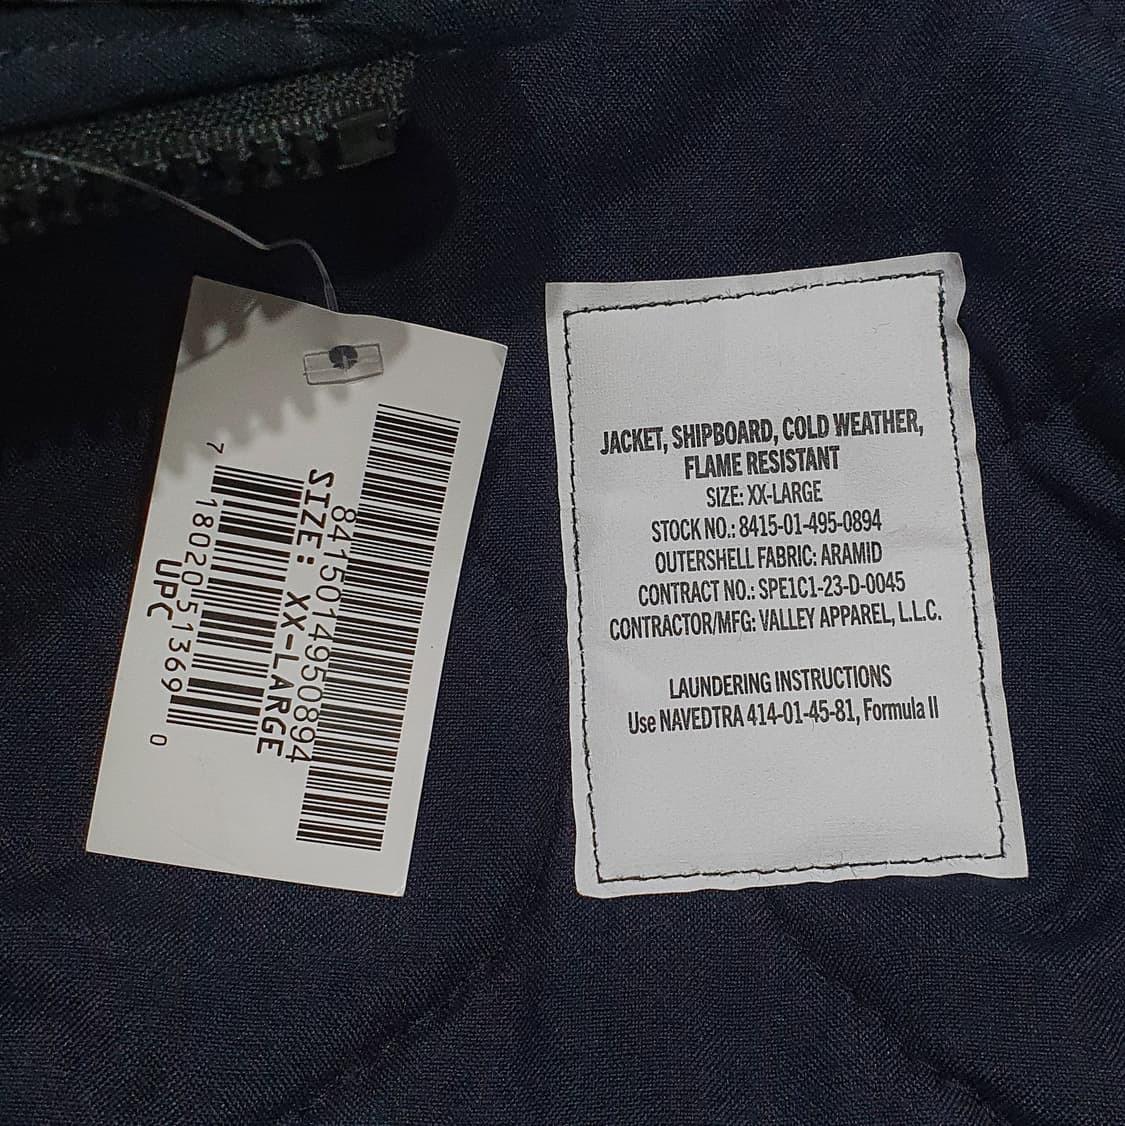 8415014950894
SIZE: XX-LARGE
7 18020 51369 0
UPC
JACKET, SHIPBOARD, COLD WEATHER,
FLAME RESISTANT
SIZE: XX-LARGE
STOCK NO.: 8415-01-495-0894
OUTERSHELL FABRIC: ARAMID
CONTRACT NO.: SPE1C1-23-D-0045
CONTRACTOR/MFG: VALLEY APPAREL, L.L.C.
LAUNDERING INSTRUCTIONS
Use NAVEDTRA 414-01-45-81, Formula II